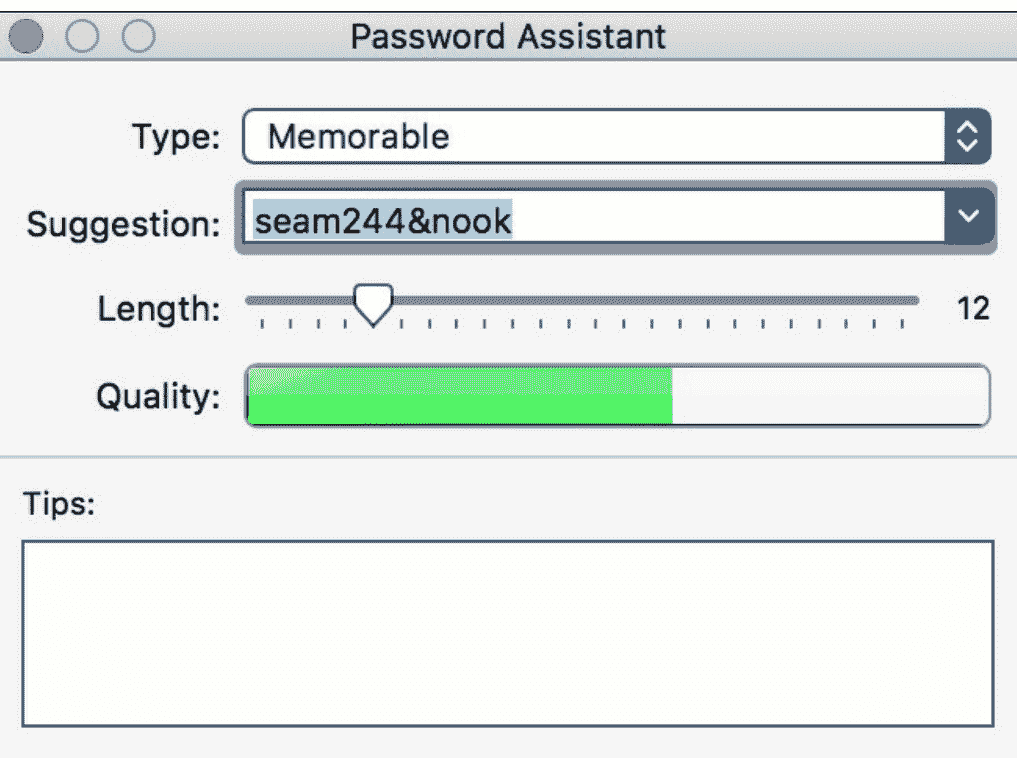 Password Assistant
Type: Memorable
Suggestion: seam244&nook
Length: 12
Quality:
Tips: